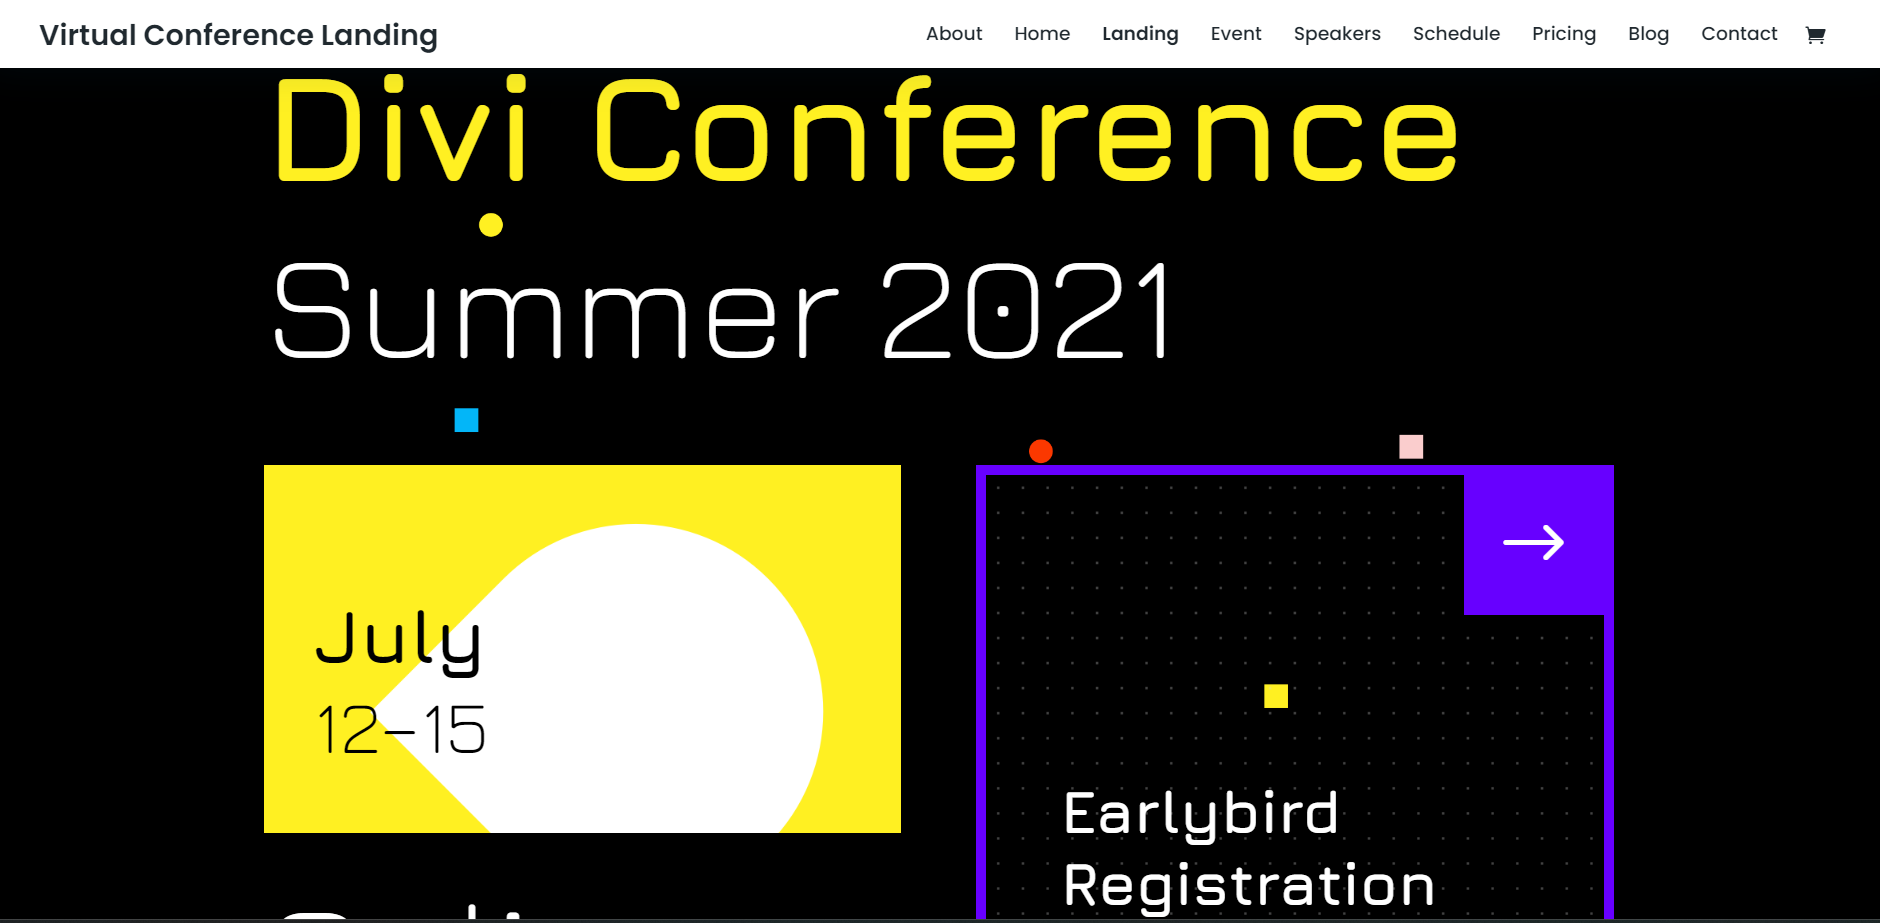 Virtual Conference Landing
About Home Landing Event Speakers Schedule Pricing Blog Contact
Divi Conference
Summer 2021
July
12–15
Earlybird
Registration